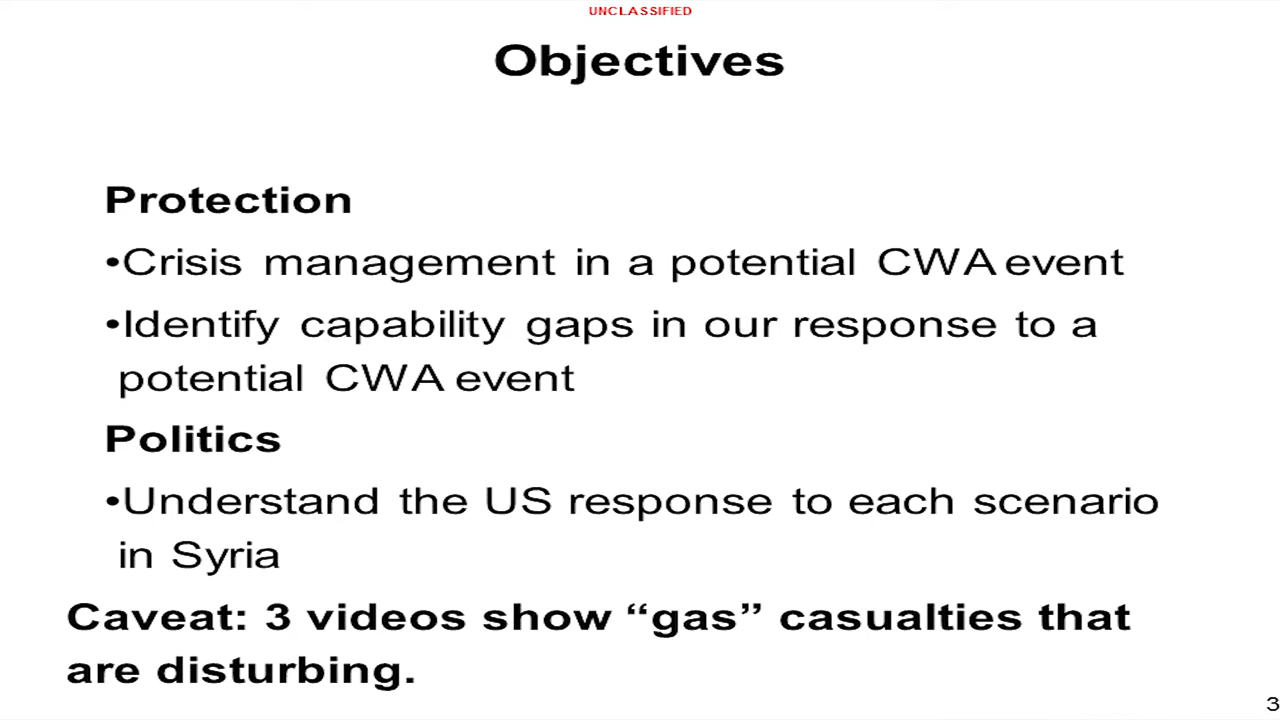 UNCLASSIFIED
Objectives
Protection
•Crisis management in a potential CWA event
•Identify capability gaps in our response to a
potential CWA event
Politics
•Understand the US response to each scenario
in Syria
Caveat: 3 videos show “gas” casualties that
are disturbing.
3